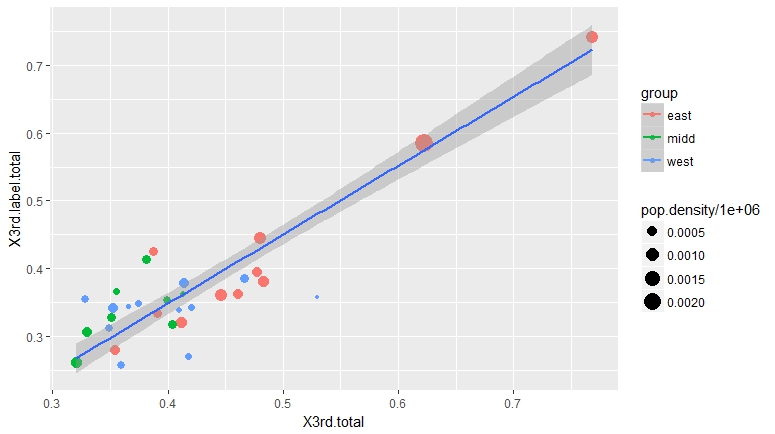 0.7
0.6
0.5
0.4
0.3
X3rd.label.total
0.3 0.4 0.5 0.6 0.7
X3rd.total
group
east
midd
west
pop.density/1e+06
0.0005
0.0010
0.0015
0.0020